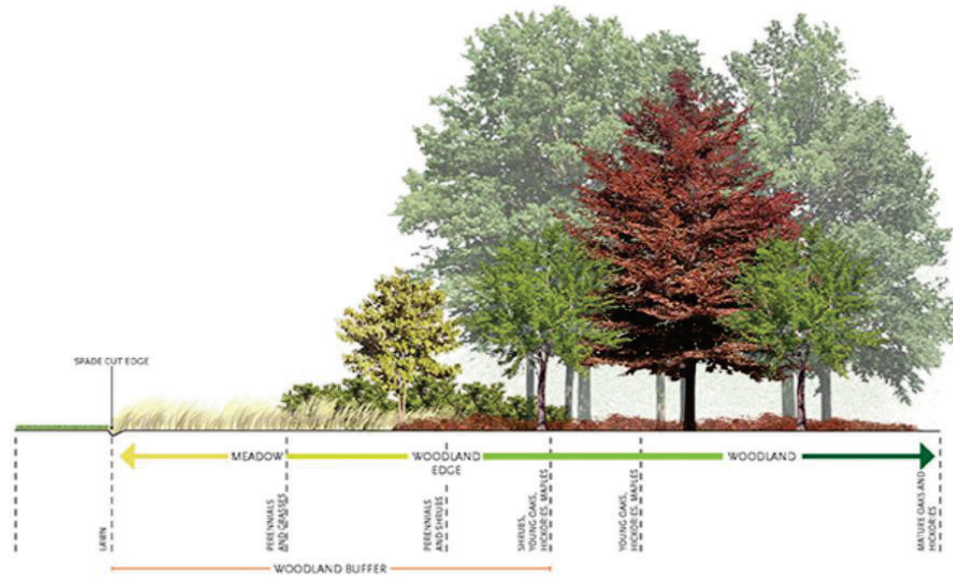 SPADE CUT EDGE
MEADOW
WOODLAND
EDGE
WOODLAND
LAWN
PERENNIALS
AND GRASSES
PERENNIALS
AND SHRUBS
SHRUBS,
YOUNG OAKS,
HICKORIES, MAPLES
YOUNG OAKS,
HICKORIES, MAPLES
MATURE OAKS AND
HICKORIES
WOODLAND BUFFER